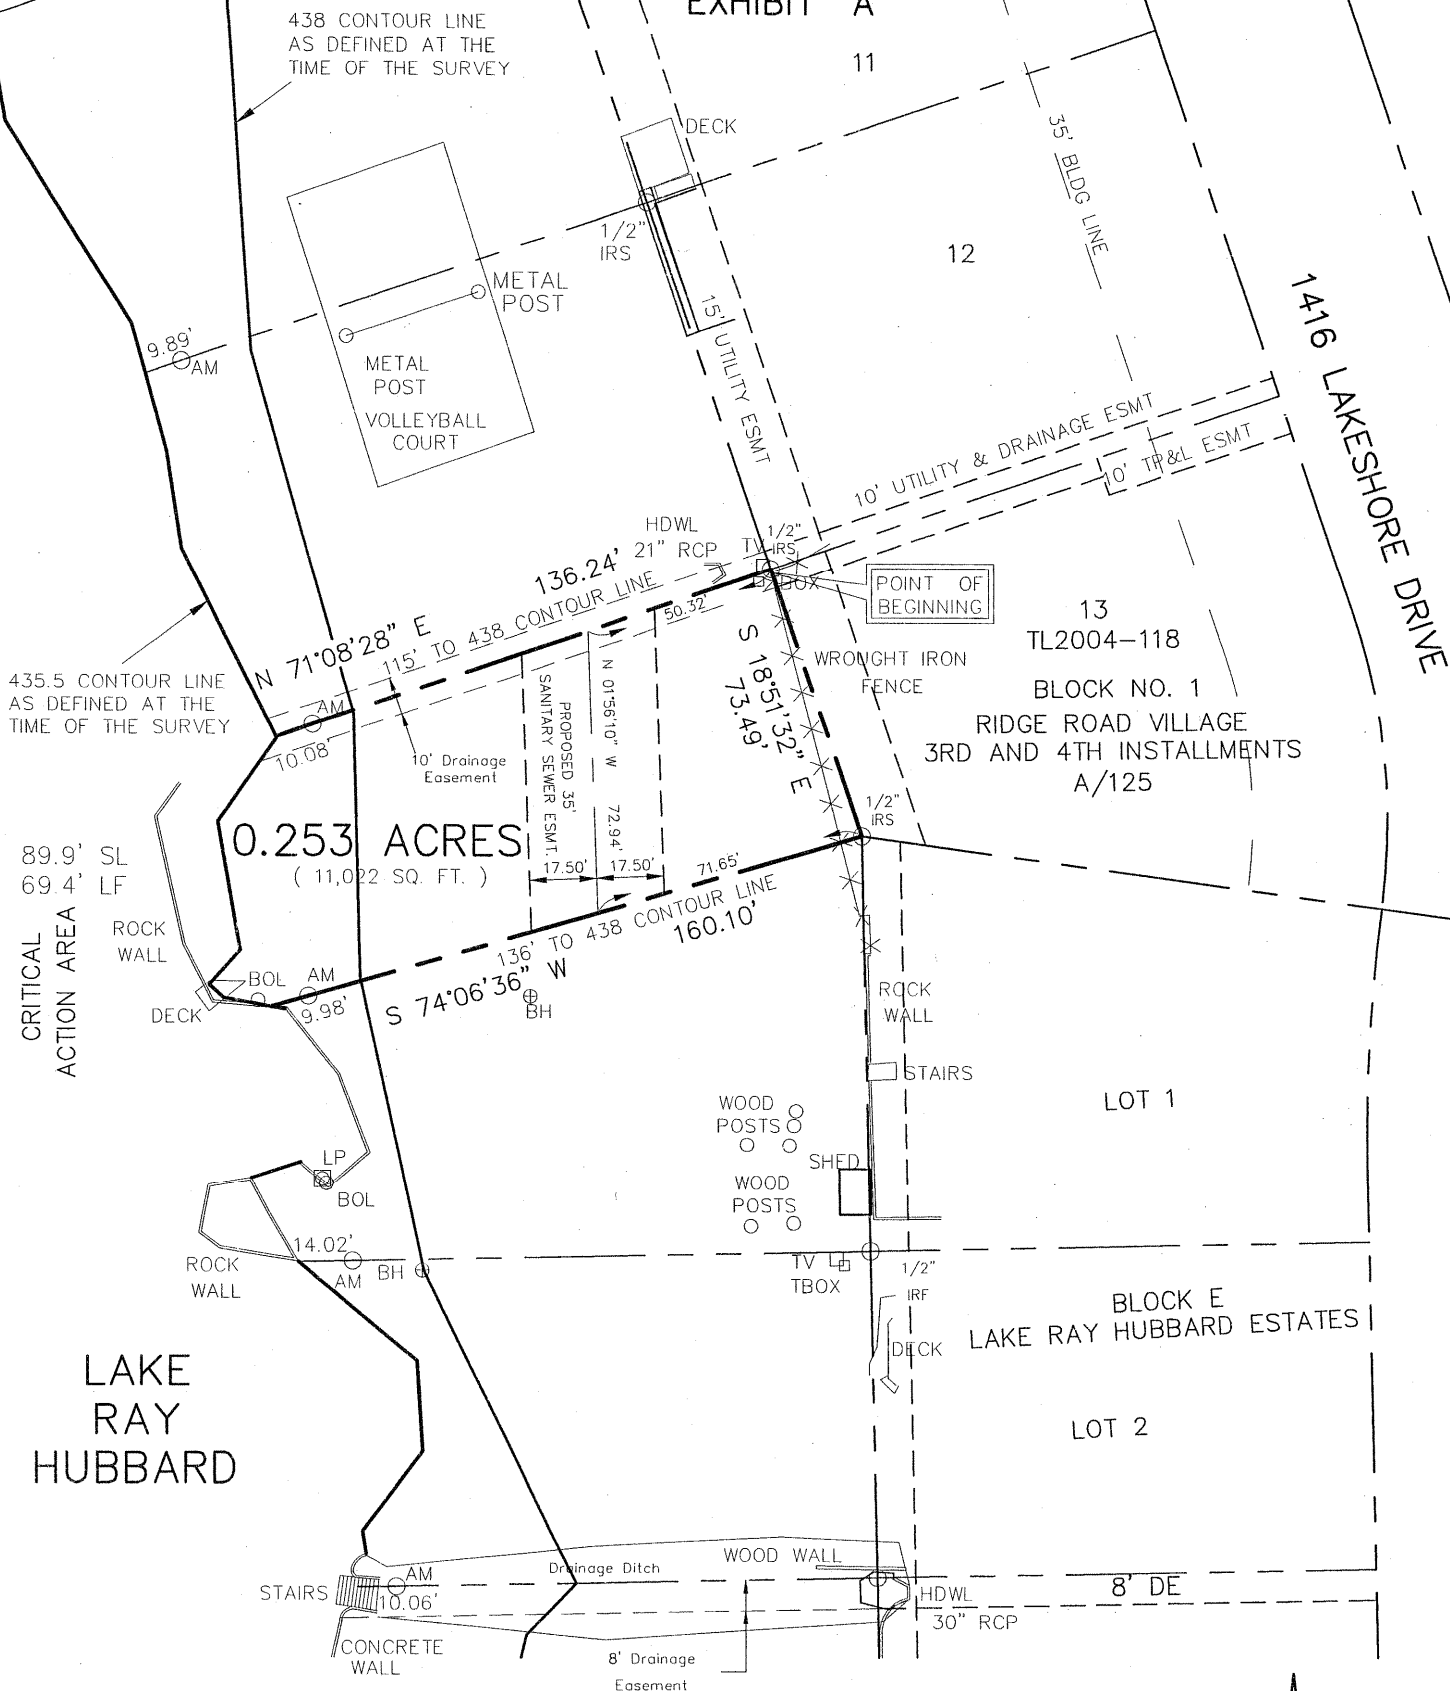 EXHIBIT A
438 CONTOUR LINE
AS DEFINED AT THE
TIME OF THE SURVEY
11
DECK
35' BLDG LINE
1/2"
IRS
12
METAL
POST
9.89'
AM
METAL
POST
VOLLEYBALL
COURT
15' UTILITY ESMT
1416 LAKESHORE DRIVE
10' UTILITY & DRAINAGE ESMT
10' TP&L ESMT
HDWL
21" RCP
1/2"
IRS
TV
BOX
POINT OF
BEGINNING
136.24'
N 71°08'28" E
115' TO 438 CONTOUR LINE
50.32'
13
TL2004-118
BLOCK NO. 1
RIDGE ROAD VILLAGE
3RD AND 4TH INSTALLMENTS
A/125
435.5 CONTOUR LINE
AS DEFINED AT THE
TIME OF THE SURVEY
AM
10.08'
10' Drainage
Easement
PROPOSED 35'
SANITARY SEWER ESMT.
N 01°56'10" W 72.94'
S 18°51'32" E
73.49'
WROUGHT IRON
FENCE
1/2"
IRS
0.253 ACRES
( 11,022 SQ. FT. )
17.50'
17.50'
71.65'
136' TO 438 CONTOUR LINE
160.10'
S 74°06'36" W
89.9' SL
69.4' LF
CRITICAL
ACTION AREA
ROCK
WALL
BOL
AM
9.98'
DECK
BH
ROCK
WALL
STAIRS
LOT 1
WOOD
POSTS
SHED
WOOD
POSTS
LP
BOL
14.02'
AM
BH
ROCK
WALL
TV
TBOX
1/2"
IRF
BLOCK E
LAKE RAY HUBBARD ESTATES
DECK
LAKE
RAY
HUBBARD
LOT 2
Drainage Ditch
WOOD WALL
AM
10.06'
STAIRS
HDWL
30" RCP
8' DE
CONCRETE
WALL
8' Drainage
Easement